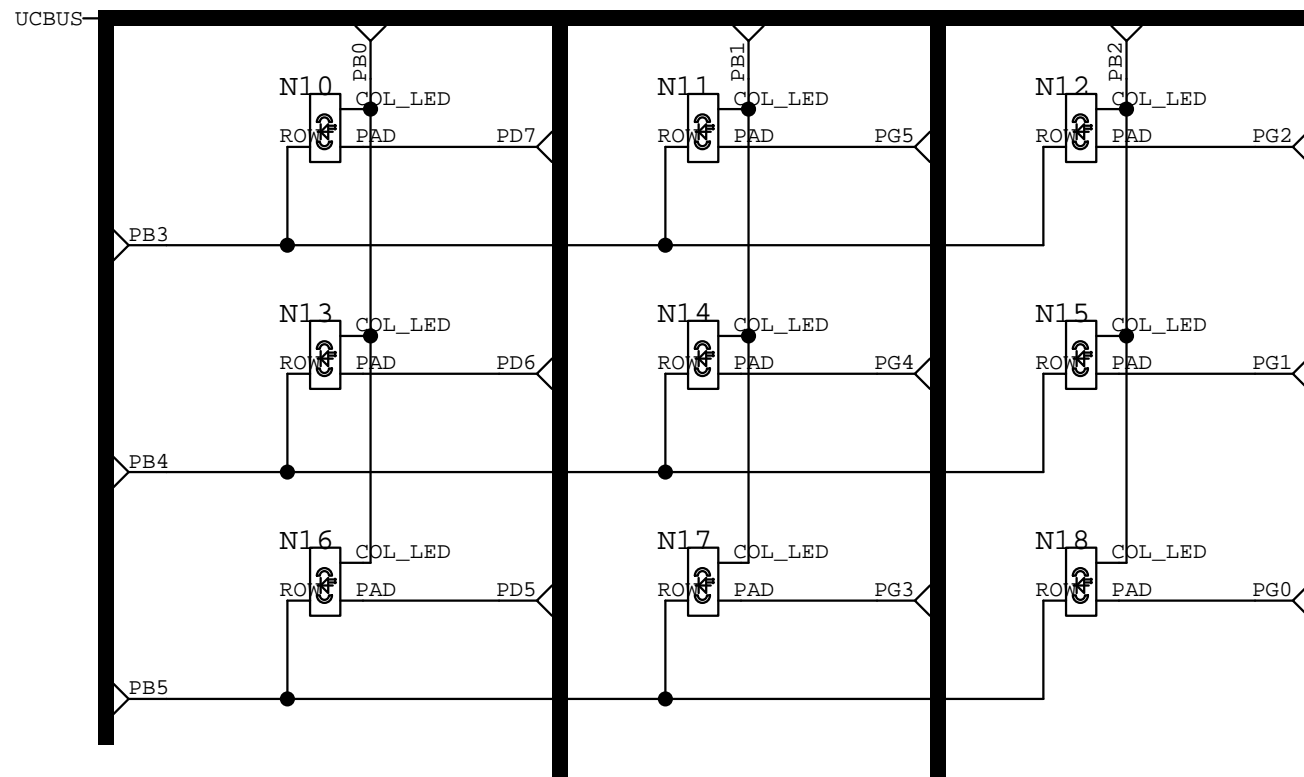 UCBUS
PB0 PB1 PB2
N10 N11 N12
COL_LED COL_LED COL_LED
ROW PAD PD7 ROW PAD PG5 ROW PAD PG2
PB3
N13 N14 N15
COL_LED COL_LED COL_LED
ROW PAD PD6 ROW PAD PG4 ROW PAD PG1
PB4
N16 N17 N18
COL_LED COL_LED COL_LED
ROW PAD PD5 ROW PAD PG3 ROW PAD PG0
PB5